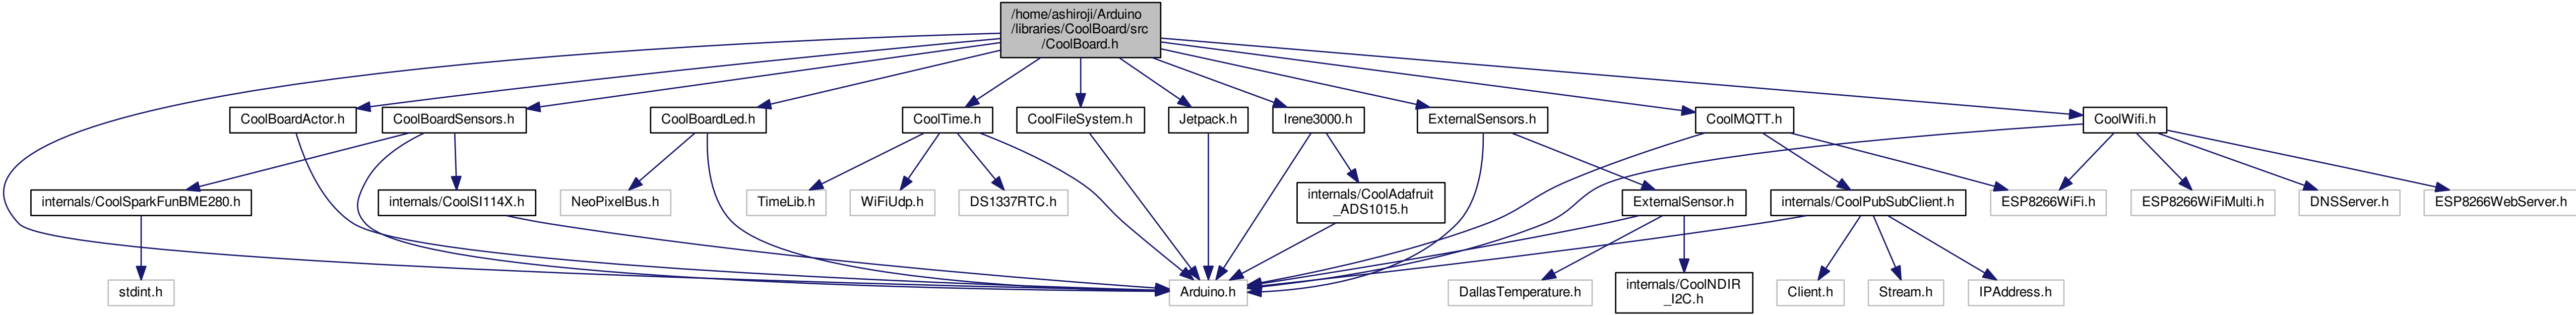 /home/ashiroji/Arduino
/libraries/CoolBoard/src
/CoolBoard.h
CoolBoardActor.h
CoolBoardSensors.h
CoolBoardLed.h
CoolTime.h
CoolFileSystem.h
Jetpack.h
Irene3000.h
ExternalSensors.h
CoolMQTT.h
CoolWifi.h
internals/CoolSparkFunBME280.h
internals/CoolSI114X.h
NeoPixelBus.h
TimeLib.h
WiFiUdp.h
DS1337RTC.h
internals/CoolAdafruit
_ADS1015.h
ExternalSensor.h
internals/CoolPubSubClient.h
ESP8266WiFi.h
ESP8266WiFiMulti.h
DNSServer.h
ESP8266WebServer.h
stdint.h
Arduino.h
DallasTemperature.h
internals/CoolNDIR
_I2C.h
Client.h
Stream.h
IPAddress.h